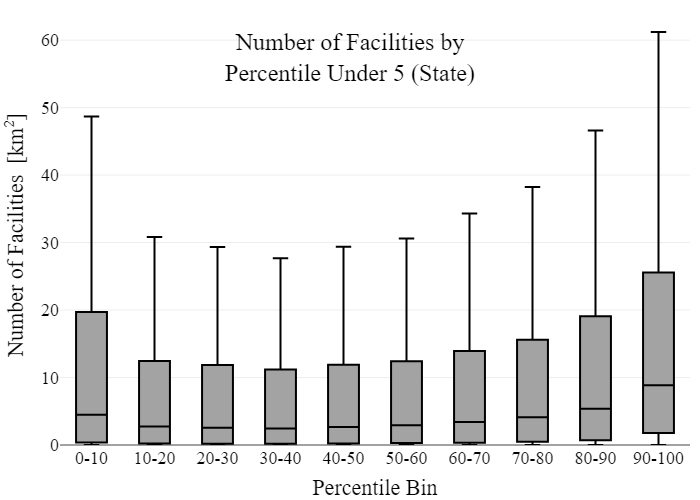 Number of Facilities by
Percentile Under 5 (State)
Number of Facilities [km²]
60
50
40
30
20
10
0
0-10 10-20 20-30 30-40 40-50 50-60 60-70 70-80 80-90 90-100
Percentile Bin